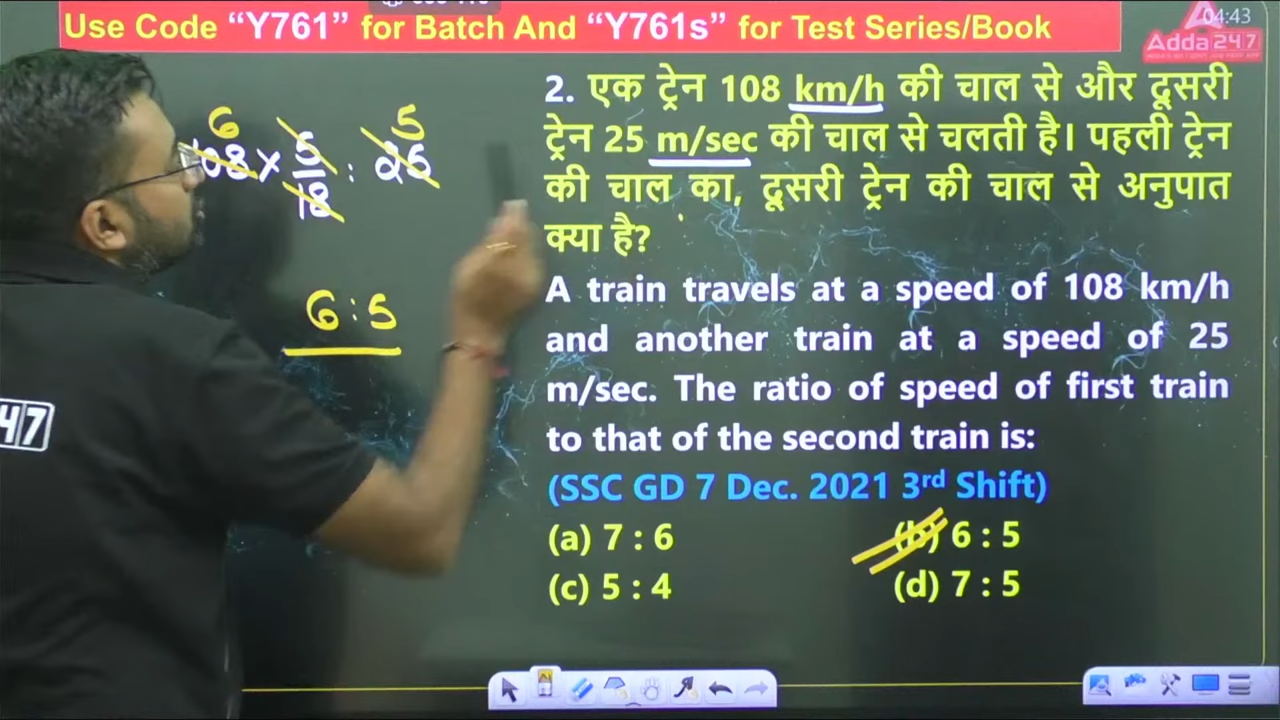 Use Code “Y761” for Batch And “Y761s” for Test Series/Book
04:43
Adda 247
6 5
108 × 5/18 : 25
6 : 5
47
2. एक ट्रेन 108 km/h की चाल से और दूसरी
ट्रेन 25 m/sec की चाल से चलती है। पहली ट्रेन
की चाल का, दूसरी ट्रेन की चाल से अनुपात
क्या है?
A train travels at a speed of 108 km/h
and another train at a speed of 25
m/sec. The ratio of speed of first train
to that of the second train is:
(SSC GD 7 Dec. 2021 3rd Shift)
(a) 7 : 6 (b) 6 : 5
(c) 5 : 4 (d) 7 : 5